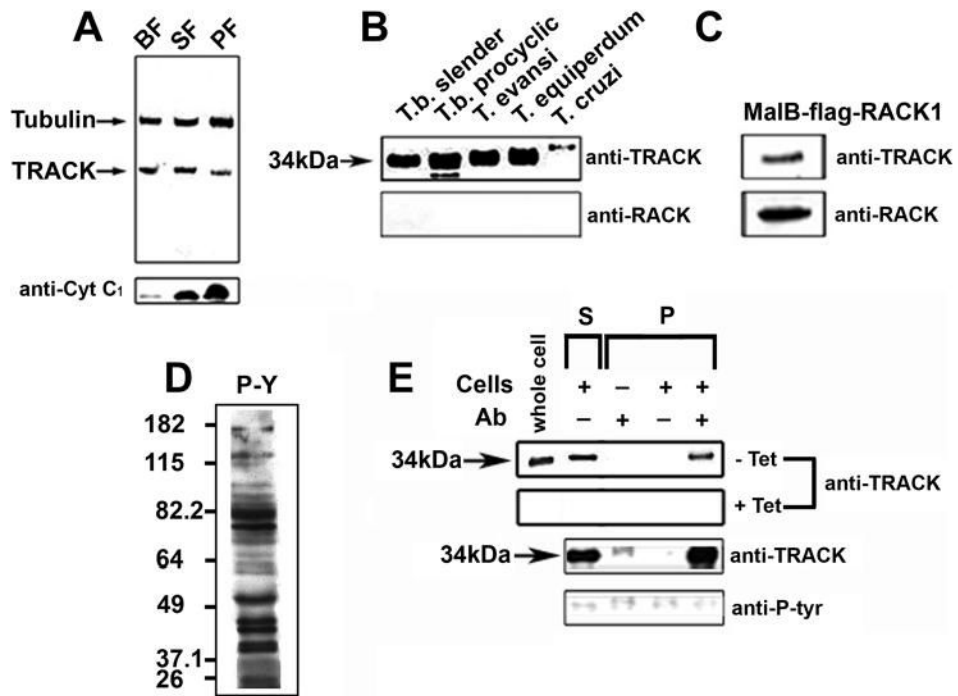 A
BF SF PF
Tubulin
TRACK
anti-Cyt C₁
B
T.b. slender
T.b. procyclic
T. evansi
T. equiperdum
T. cruzi
34kDa
anti-TRACK
anti-RACK
C
MalB-flag-RACK1
anti-TRACK
anti-RACK
D
P-Y
182
115
82.2
64
49
37.1
26
E
whole cell
S P
Cells + – + +
Ab – + – +
34kDa
- Tet
anti-TRACK
+ Tet
34kDa
anti-TRACK
anti-P-tyr